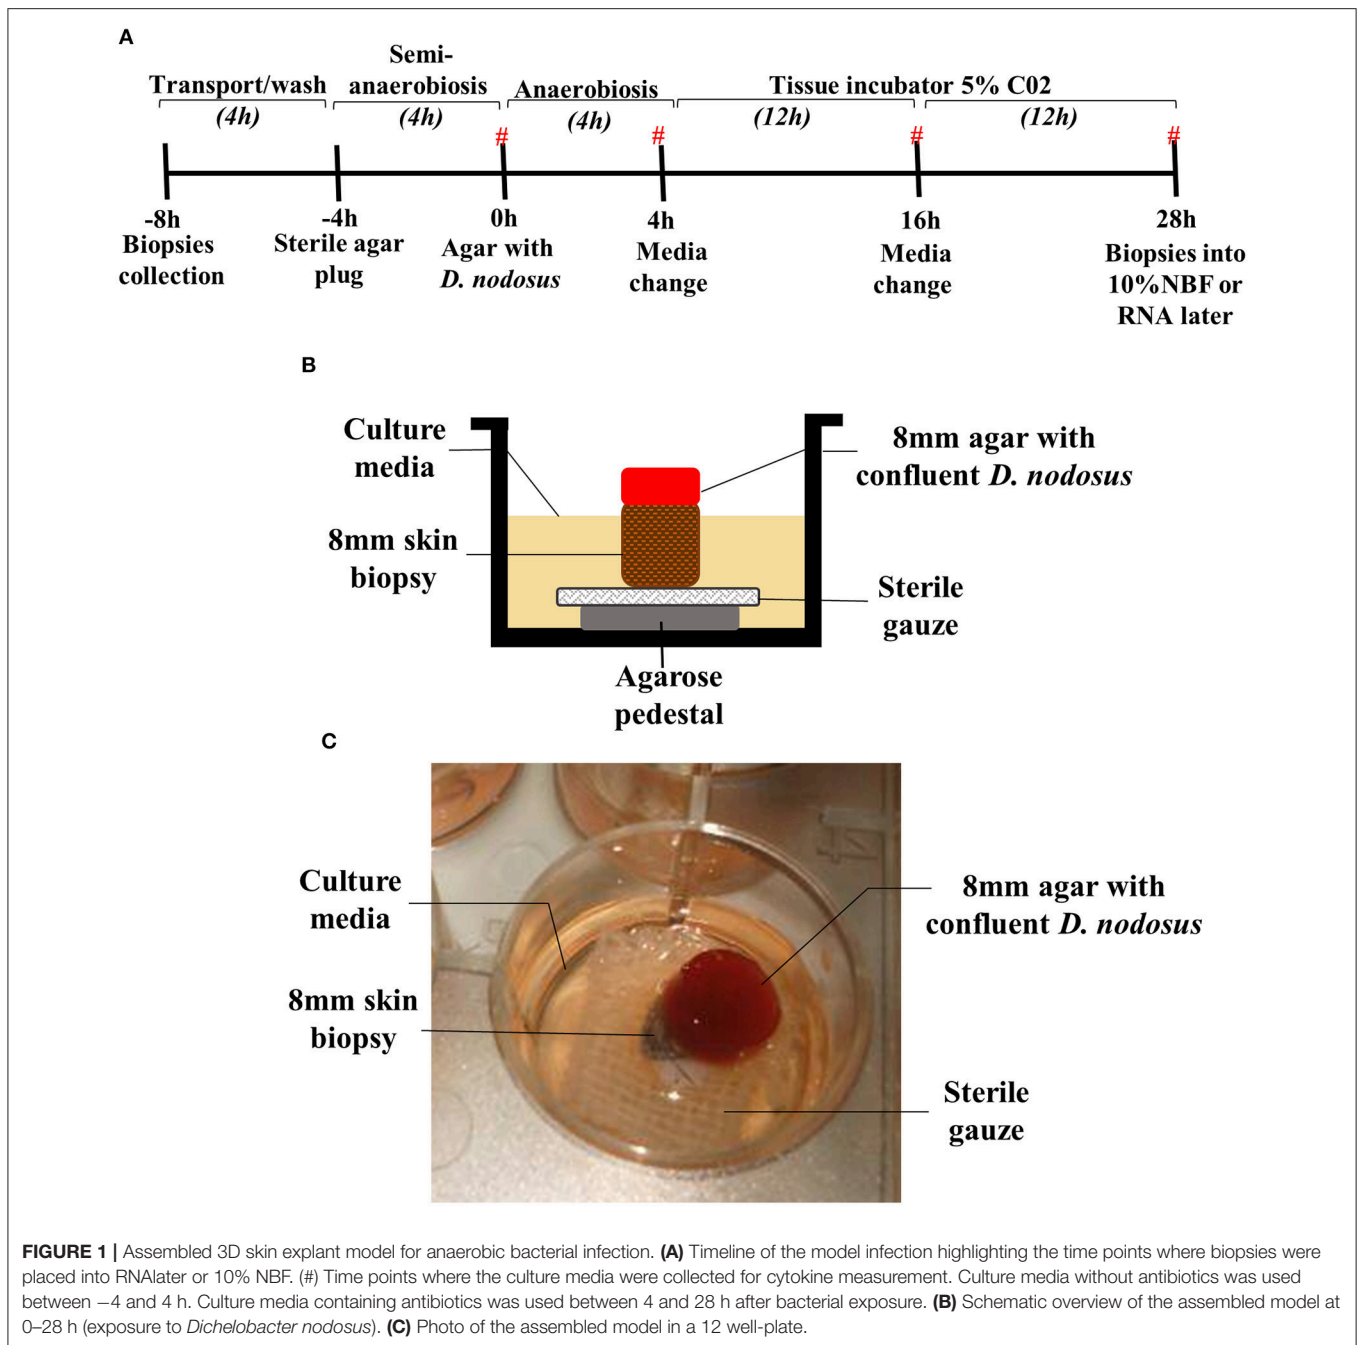 A
Transport/wash
Semi-
anaerobiosis
Anaerobiosis
Tissue incubator 5% C02
(4h)
(4h)
(4h)
(12h)
(12h)
#
#
#
#
-8h
Biopsies
collection
-4h
Sterile agar
plug
0h
Agar with
D. nodosus
4h
Media
change
16h
Media
change
28h
Biopsies into
10%NBF or
RNA later
B
Culture
media
8mm agar with
confluent D. nodosus
8mm skin
biopsy
Sterile
gauze
Agarose
pedestal
C
Culture
media
8mm agar with
confluent D. nodosus
8mm skin
biopsy
Sterile
gauze
FIGURE 1 | Assembled 3D skin explant model for anaerobic bacterial infection. (A) Timeline of the model infection highlighting the time points where biopsies were
placed into RNAlater or 10% NBF. (#) Time points where the culture media were collected for cytokine measurement. Culture media without antibiotics was used
between −4 and 4 h. Culture media containing antibiotics was used between 4 and 28 h after bacterial exposure. (B) Schematic overview of the assembled model at
0–28 h (exposure to Dichelobacter nodosus). (C) Photo of the assembled model in a 12 well-plate.